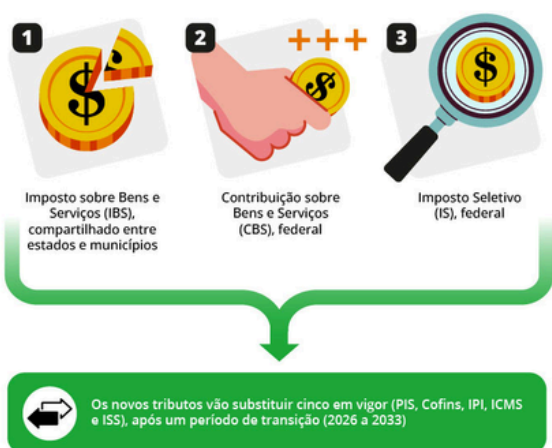 1
Imposto sobre Bens e
Serviços (IBS),
compartilhado entre
estados e municípios
2
Contribuição sobre
Bens e Serviços
(CBS), federal
3
Imposto Seletivo
(IS), federal
Os novos tributos vão substituir cinco em vigor (PIS, Cofins, IPI, ICMS
e ISS), após um período de transição (2026 a 2033)